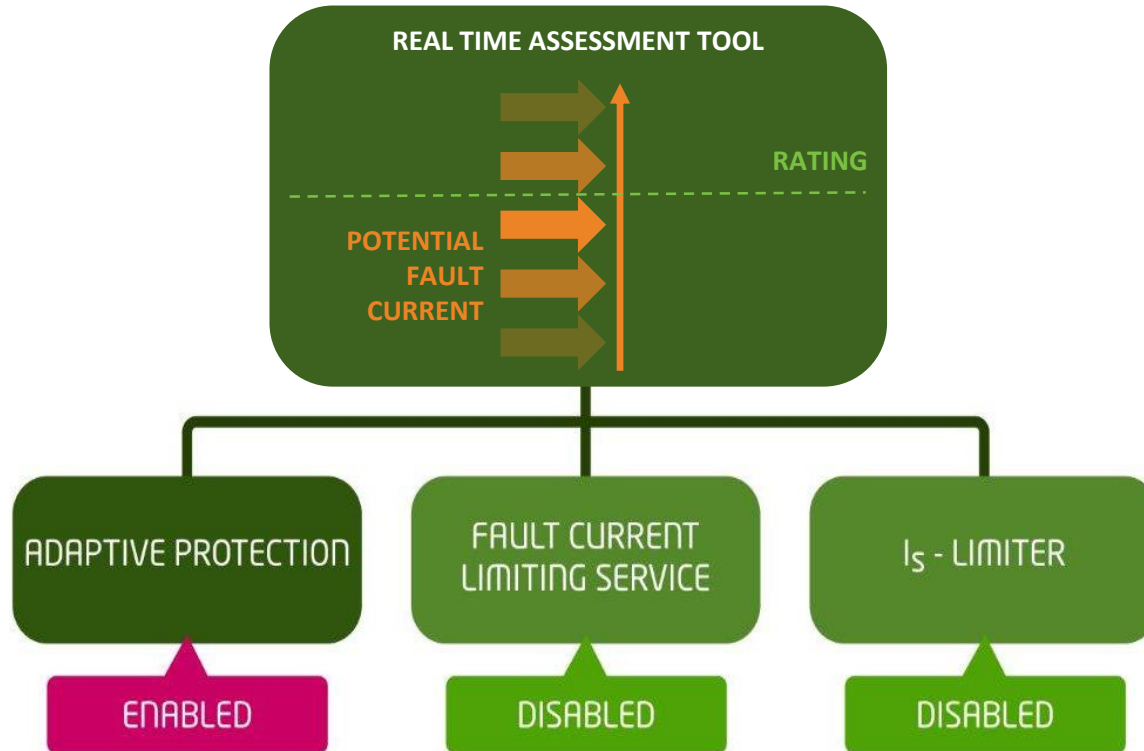 REAL TIME ASSESSMENT TOOL
RATING
POTENTIAL
FAULT
CURRENT
ADAPTIVE PROTECTION
FAULT CURRENT
LIMITING SERVICE
Is - LIMITER
ENABLED
DISABLED
DISABLED